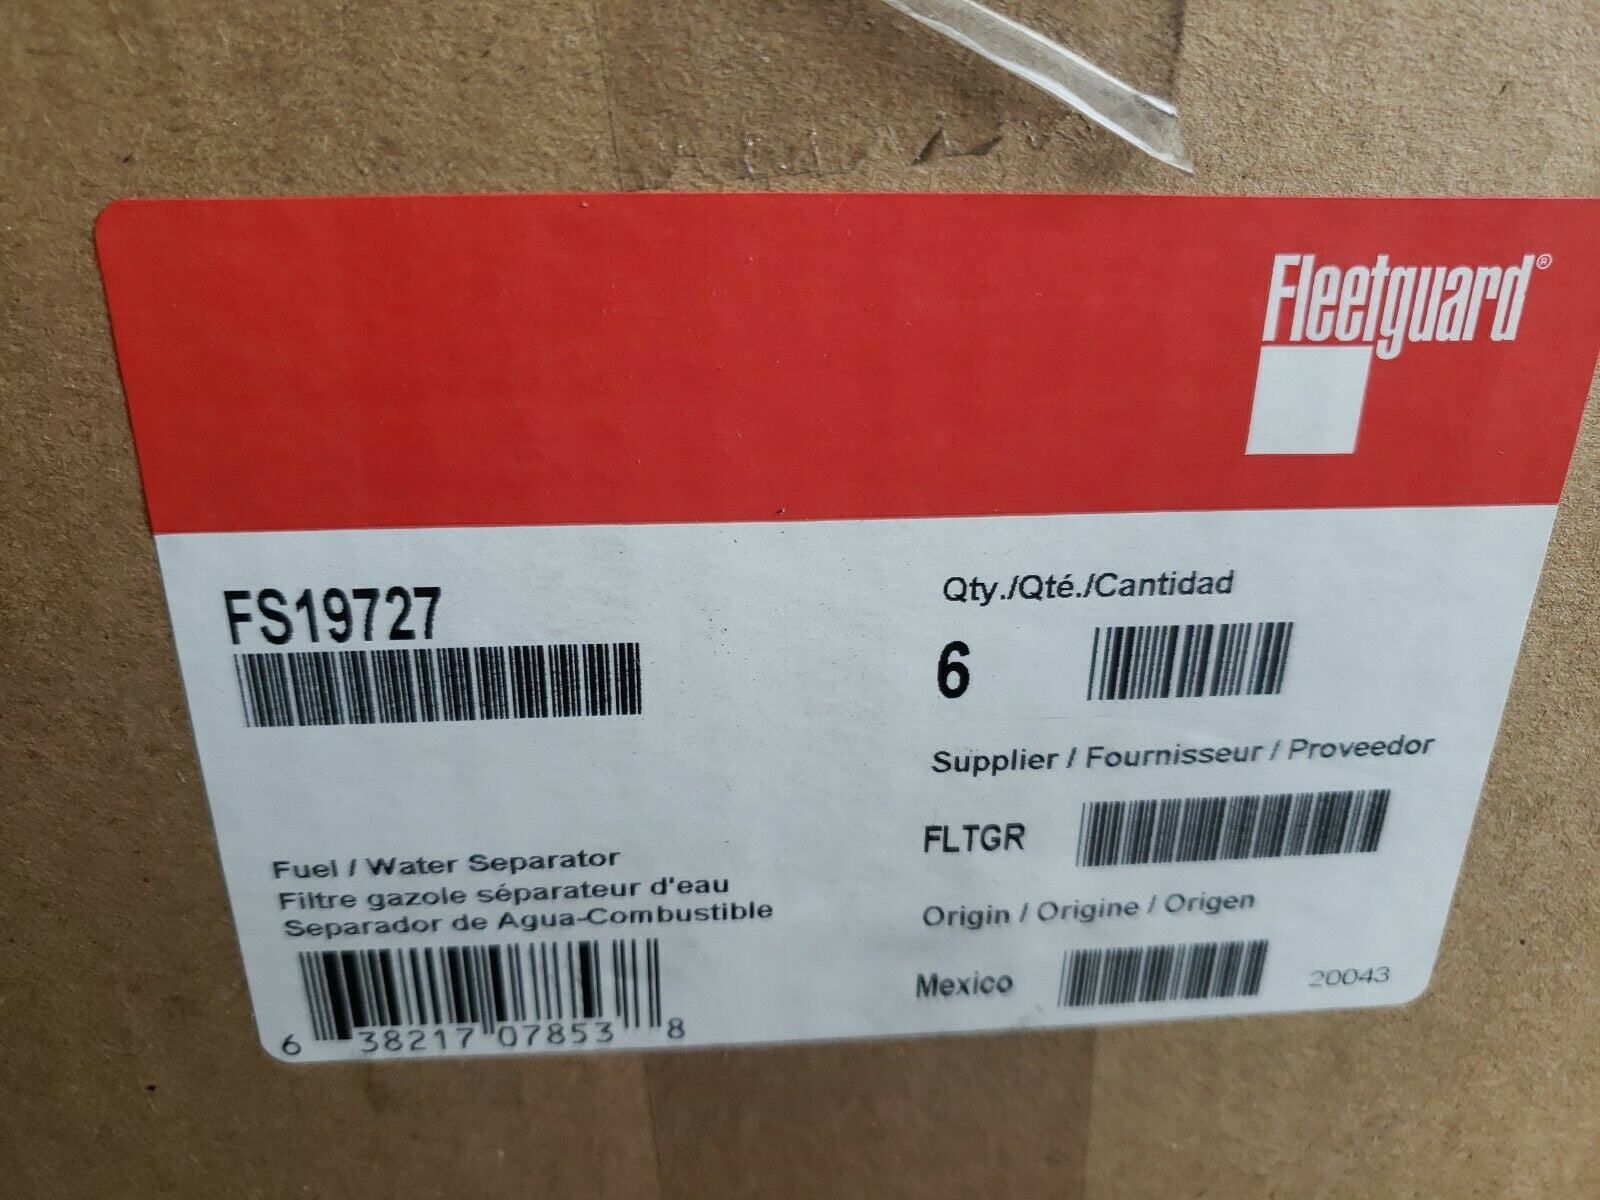 Fleetguard®
FS19727
Qty./Qté./Cantidad
6
Supplier / Fournisseur / Proveedor
FLTGR
Fuel / Water Separator
Filtre gazole séparateur d'eau
Separador de Agua-Combustible
Origin / Origine / Origen
Mexico
20043
6 38217 07853 8